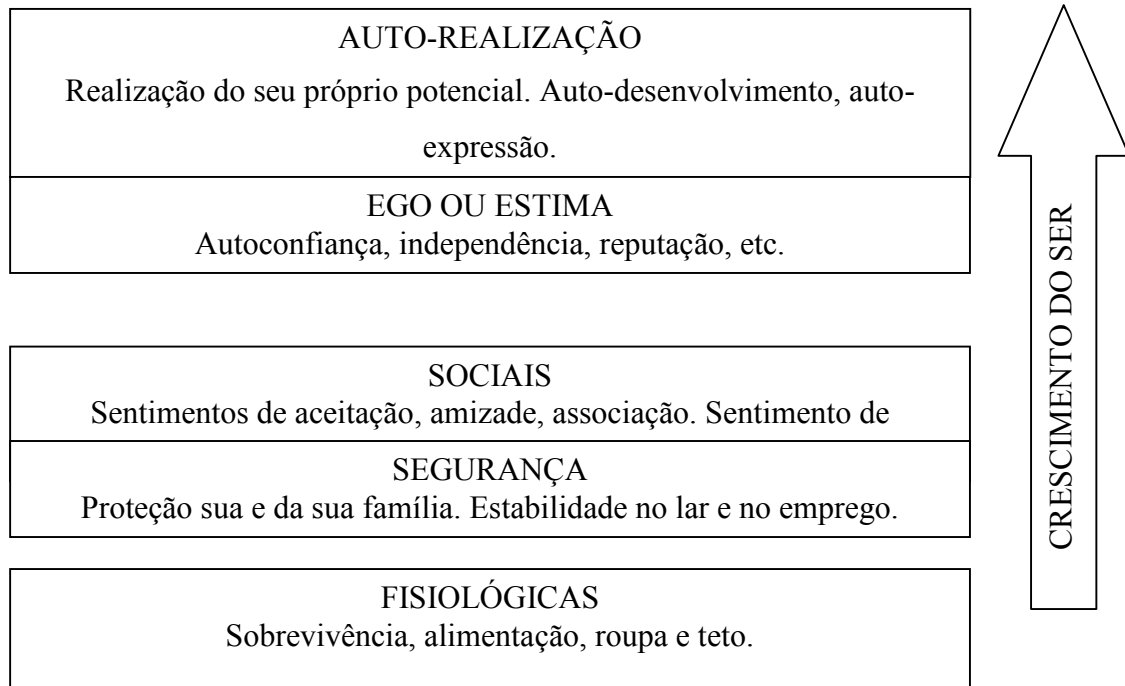 AUTO-REALIZAÇÃO
Realização do seu próprio potencial. Auto-desenvolvimento, auto-
expressão.
EGO OU ESTIMA
Autoconfiança, independência, reputação, etc.
SOCIAIS
Sentimentos de aceitação, amizade, associação. Sentimento de
SEGURANÇA
Proteção sua e da sua família. Estabilidade no lar e no emprego.
FISIOLÓGICAS
Sobrevivência, alimentação, roupa e teto.
CRESCIMENTO DO SER